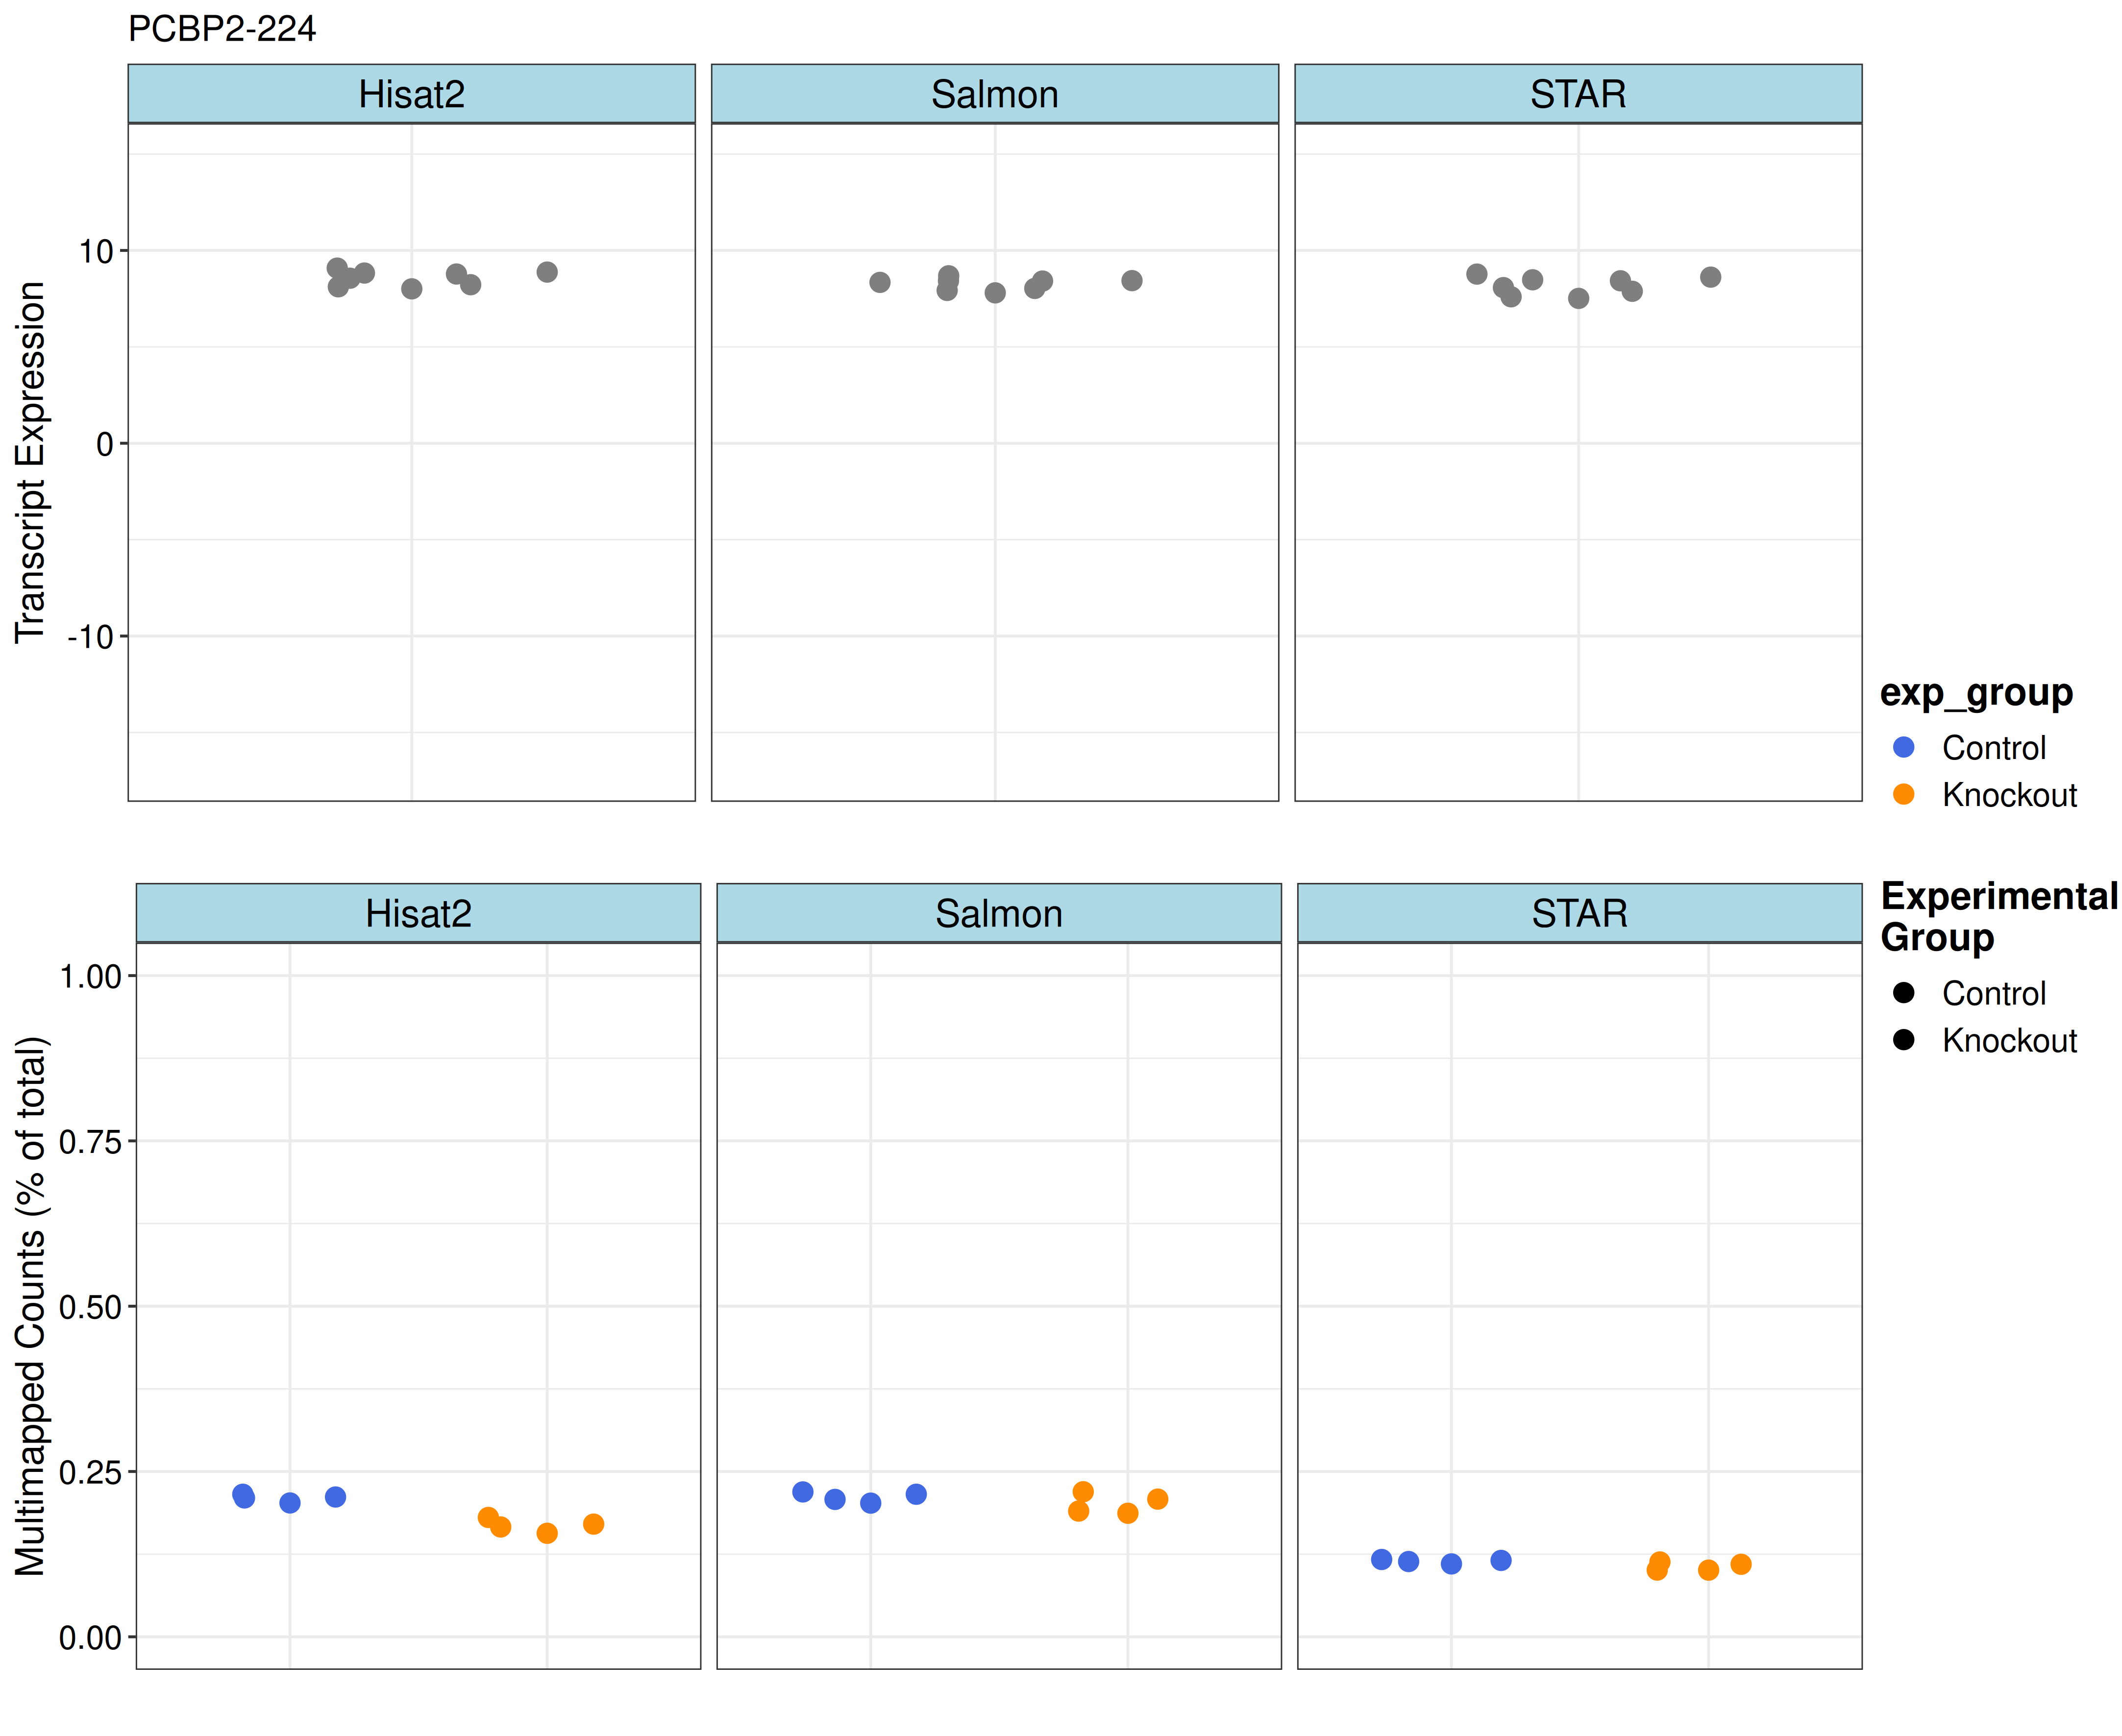 PCBP2-224
Hisat2
Salmon
STAR
Transcript Expression
10
0
-10
exp_group
Control
Knockout
Hisat2
Salmon
STAR
Multimapped Counts (% of total)
1.00
0.75
0.50
0.25
0.00
Experimental
Group
Control
Knockout